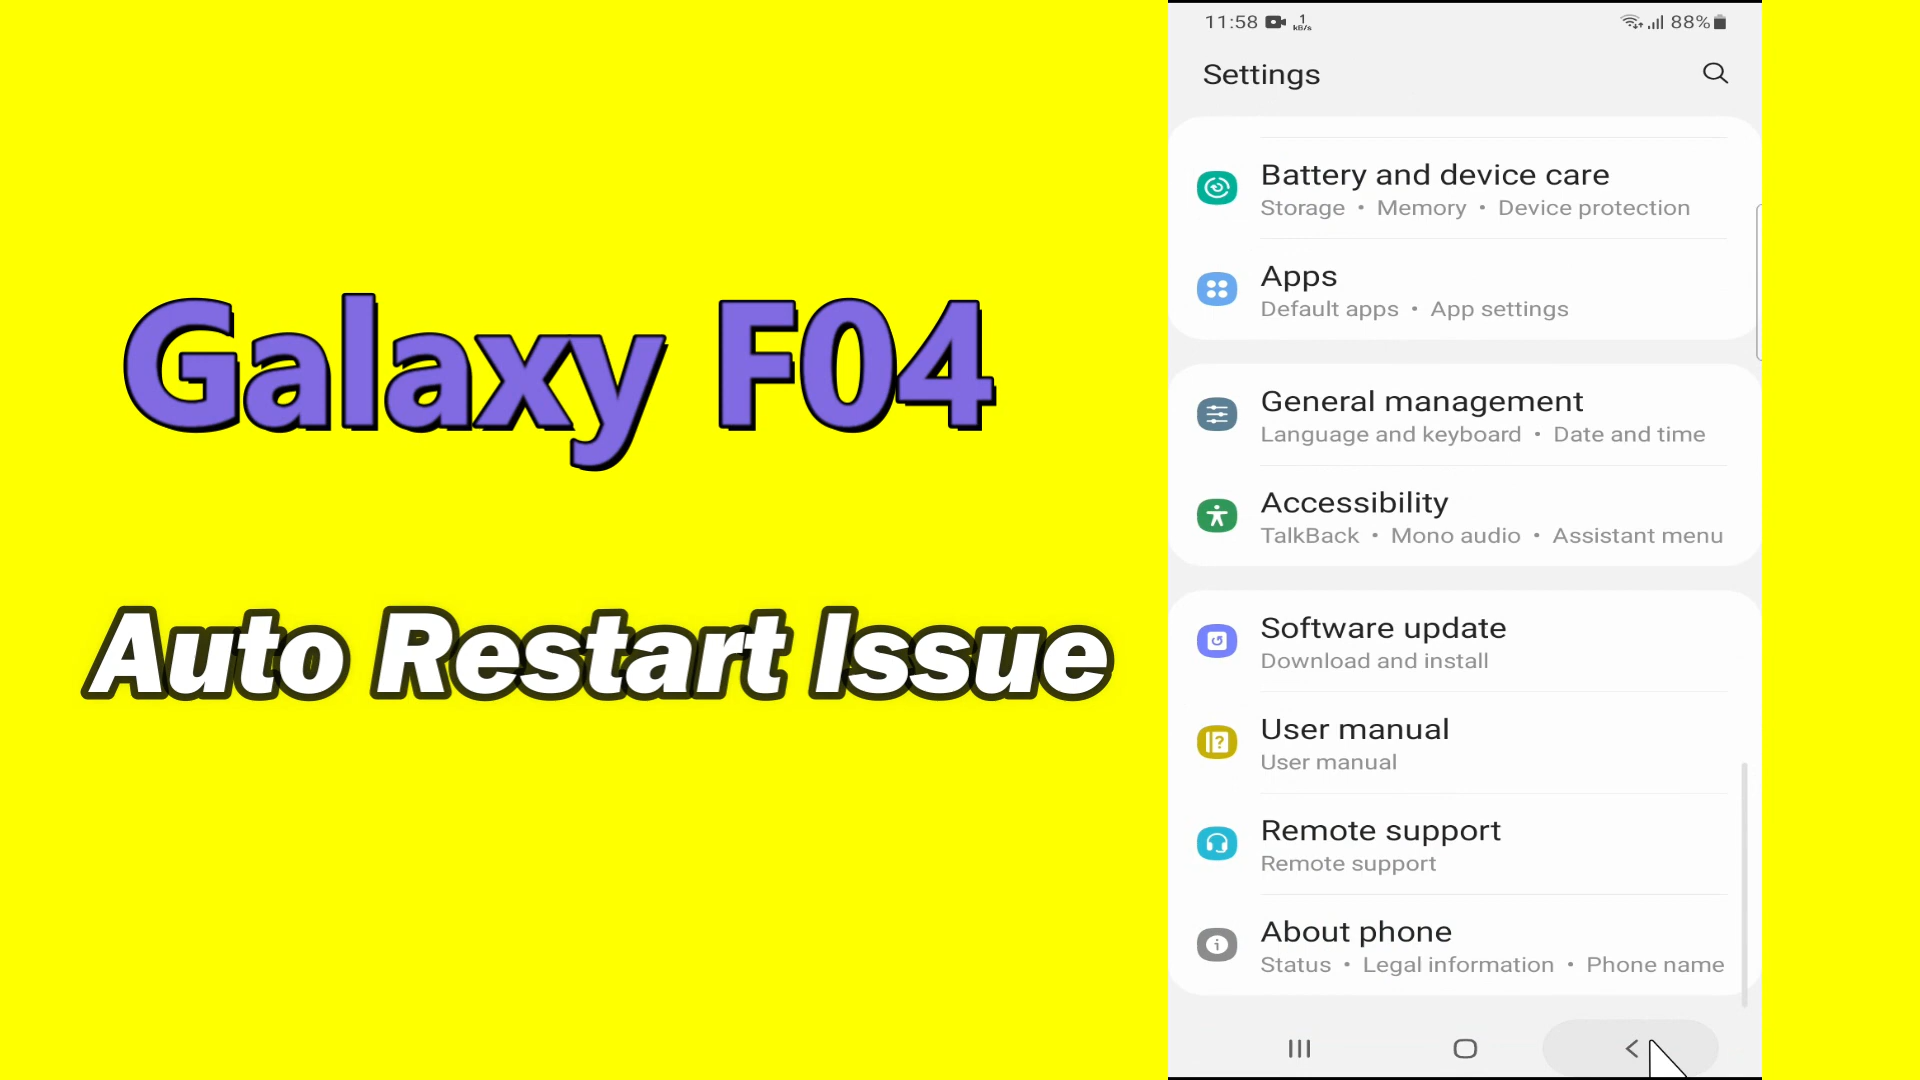 Galaxy F04
Auto Restart Issue
11:58 1 kB/s 88%
Settings
Battery and device care
Storage • Memory • Device protection
Apps
Default apps • App settings
General management
Language and keyboard • Date and time
Accessibility
TalkBack • Mono audio • Assistant menu
Software update
Download and install
User manual
User manual
Remote support
Remote support
About phone
Status • Legal information • Phone name